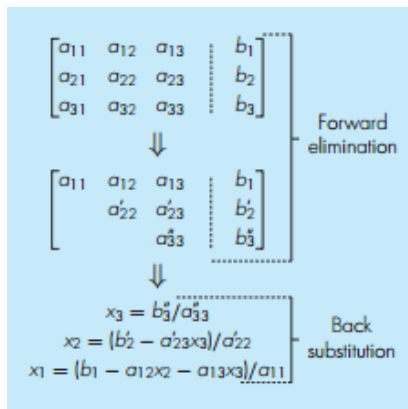 a11 a12 a13 b1
a21 a22 a23 b2
a31 a32 a33 b3
Forward
elimination
⇓
a11 a12 a13 b1
a′22 a′23 b′2
a″33 b″3
⇓
x3 = b″3/a″33
x2 = (b′2 − a′23x3)/a′22
x1 = (b1 − a12x2 − a13x3)/a11
Back
substitution